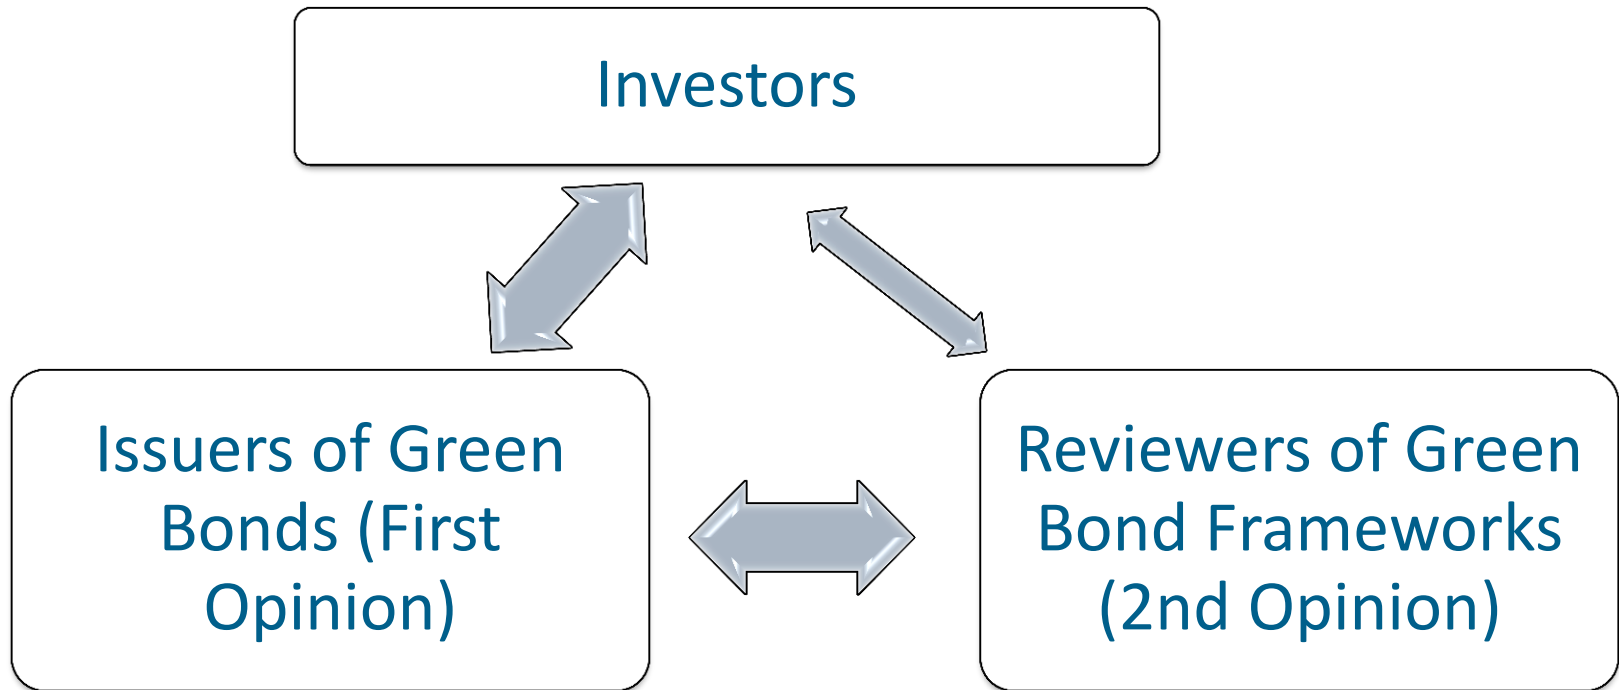 Investors
Issuers of Green
Bonds (First
Opinion)
Reviewers of Green
Bond Frameworks
(2nd Opinion)